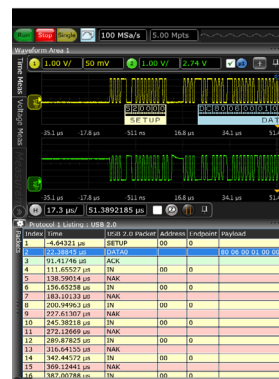 Run Stop Single 100 MSa/s 5.00 Mpts
Waveform Area 1
1 1.00 V/ 50 mV 2 1.00 V/ 2.74 V
Time Meas
Voltage Meas
SETUP
DAT
35.1 µs -17.8 µs -511 ns 16.8 µs 34.1 µs 51.4
35.1 µs -17.8 µs -511 ns 16.8 µs 34.1 µs 51.4
H 17.3 µs/ 51.3892185 µs
Protocol 1 Listing : USB 2.0
Packets
Index Time USB 2.0 Packet Address Endpoint Payload
1 -4.64321 µs SETUP 00 0
2 22.38845 µs DATA0 80 06 00 01 00 00
3 91.41746 µs ACK
4 111.65527 µs IN 00 0
5 138.59014 µs NAK
6 156.65258 µs IN 00 0
7 183.10133 µs NAK
8 200.94963 µs IN 00 0
9 227.61307 µs NAK
10 245.38218 µs IN 00 0
11 272.12669 µs NAK
12 289.87825 µs IN 00 0
13 316.64155 µs NAK
14 342.44572 µs IN 00 0
15 369.12441 µs NAK
16 387.00788 µs IN 00 0